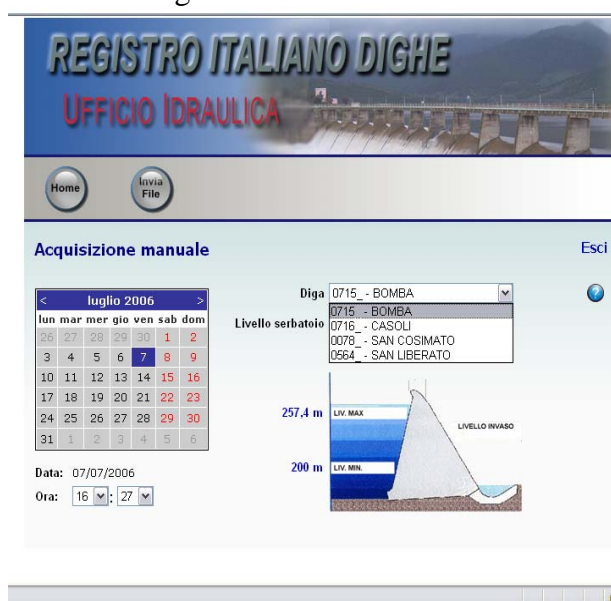 REGISTRO ITALIANO DIGHE
UFFICIO IDRAULICA
Home
Invia File
Acquisizione manuale
Esci
< luglio 2006 >
lun mar mer gio ven sab dom
26 27 28 29 30 1 2
3 4 5 6 7 8 9
10 11 12 13 14 15 16
17 18 19 20 21 22 23
24 25 26 27 28 29 30
31 1 2 3 4 5 6
Data: 07/07/2006
Ora: 16 : 27
Diga 0715_ - BOMBA
Livello serbatoio
0715_ - BOMBA
0716_ - CASOLI
0078_ - SAN COSIMATO
0564_ - SAN LIBERATO
257,4 m LIV. MAX
LIVELLO INVASO
200 m LIV. MIN.